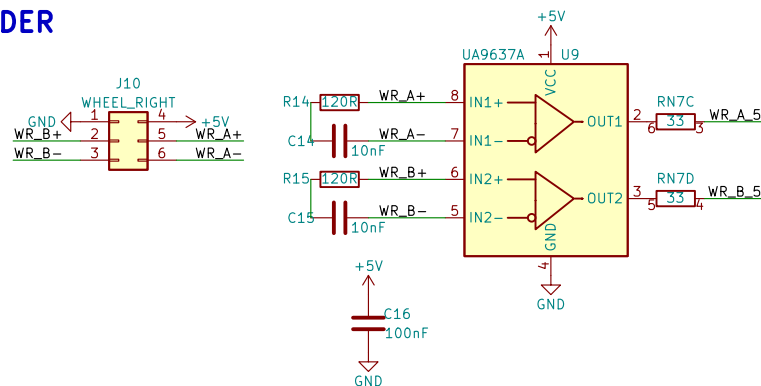 DER
J10
WHEEL_RIGHT
GND 1 4 +5V
WR_B+ 2 5 WR_A+
WR_B- 3 6 WR_A-
+5V
UA9637A 1 U9
VCC
R14 120R WR_A+ 8 IN1+
C14 10nF WR_A- 7 IN1-
OUT1 2 RN7C 6 33 3 WR_A_5
R15 120R WR_B+ 6 IN2+
C15 10nF WR_B- 5 IN2-
OUT2 3 RN7D 5 33 4 WR_B_5
GND
4
GND
+5V
C16
100nF
GND